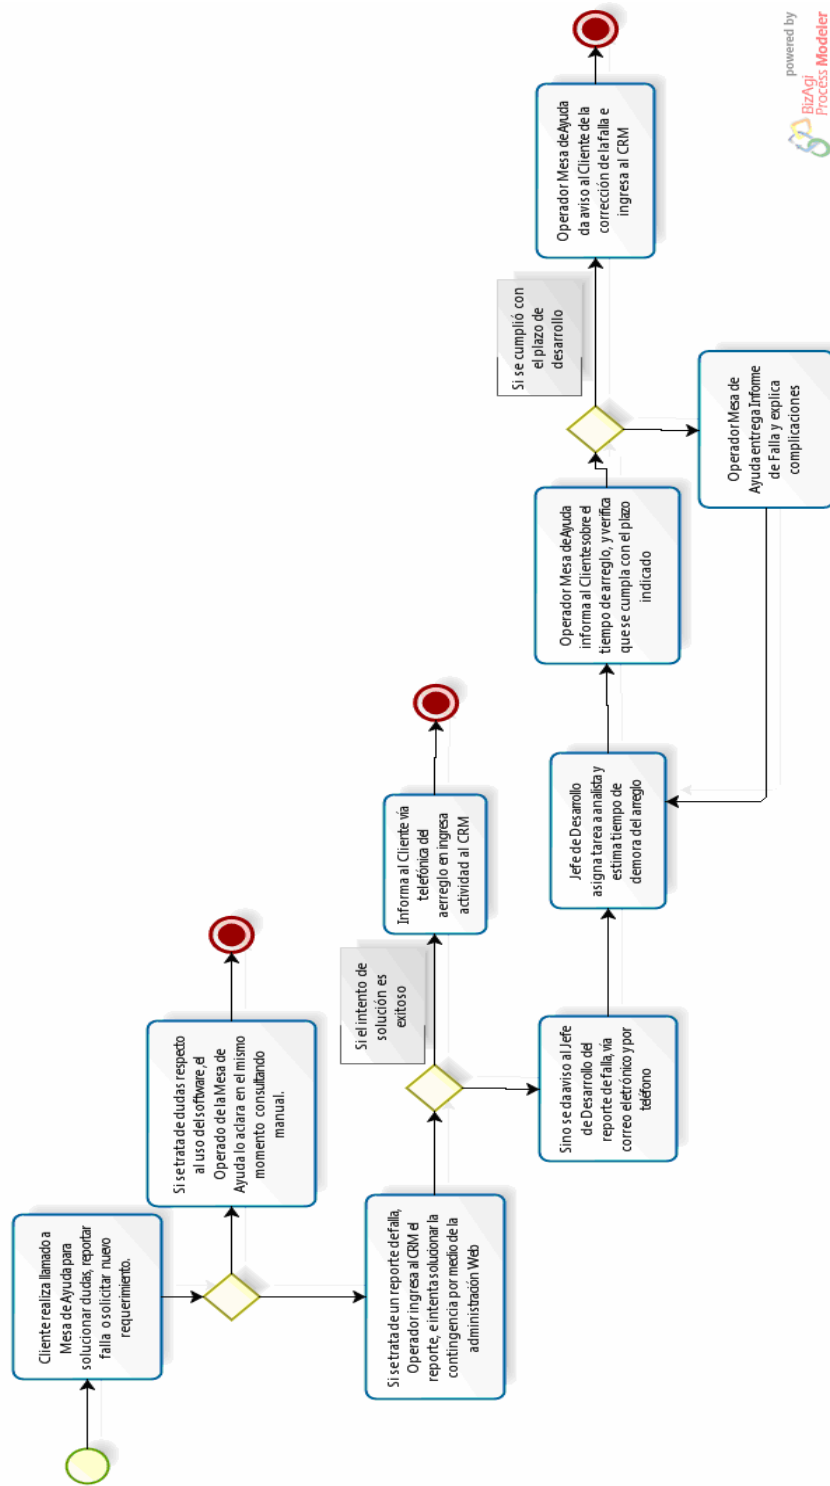 Cliente realiza llamado a
Mesa de Ayuda para
solucionar dudas, reportar
falla o solicitar nuevo
requerimiento.
Si se trata de dudas respecto
al uso del software, el
Operado de la Mesa de
Ayuda lo aclara en el mismo
momento consultando
manual.
Si se trata de un reporte de falla,
Operador ingresa al CRM el
reporte, e intenta solucionar la
contingencia por medio de la
administración Web
Si el intento de
solución es
exitoso
Informa al Cliente vía
telefónica del
aerreglo en ingresa
actividad al CRM
Sino se da aviso al Jefe
de Desarrollo del
reporte de falla, vía
correo eletrónico y por
teléfono
Jefe de Desarrollo
asigna tarea a analista y
estima tiempo de
demora del arreglo
Operador Mesa de Ayuda
informa al Cliente sobre el
tiempo de arreglo, y verifica
que se cumpla con el plazo
indicado
Si se cumplió con
el plazo de
desarrollo
Operador Mesa de Ayuda
da aviso al Cliente de la
corrección de la falla e
ingresa al CRM
Operador Mesa de
Ayuda entrega Informe
de Falla y explica
complicaciones
powered by
BizAgi
Process Modeler